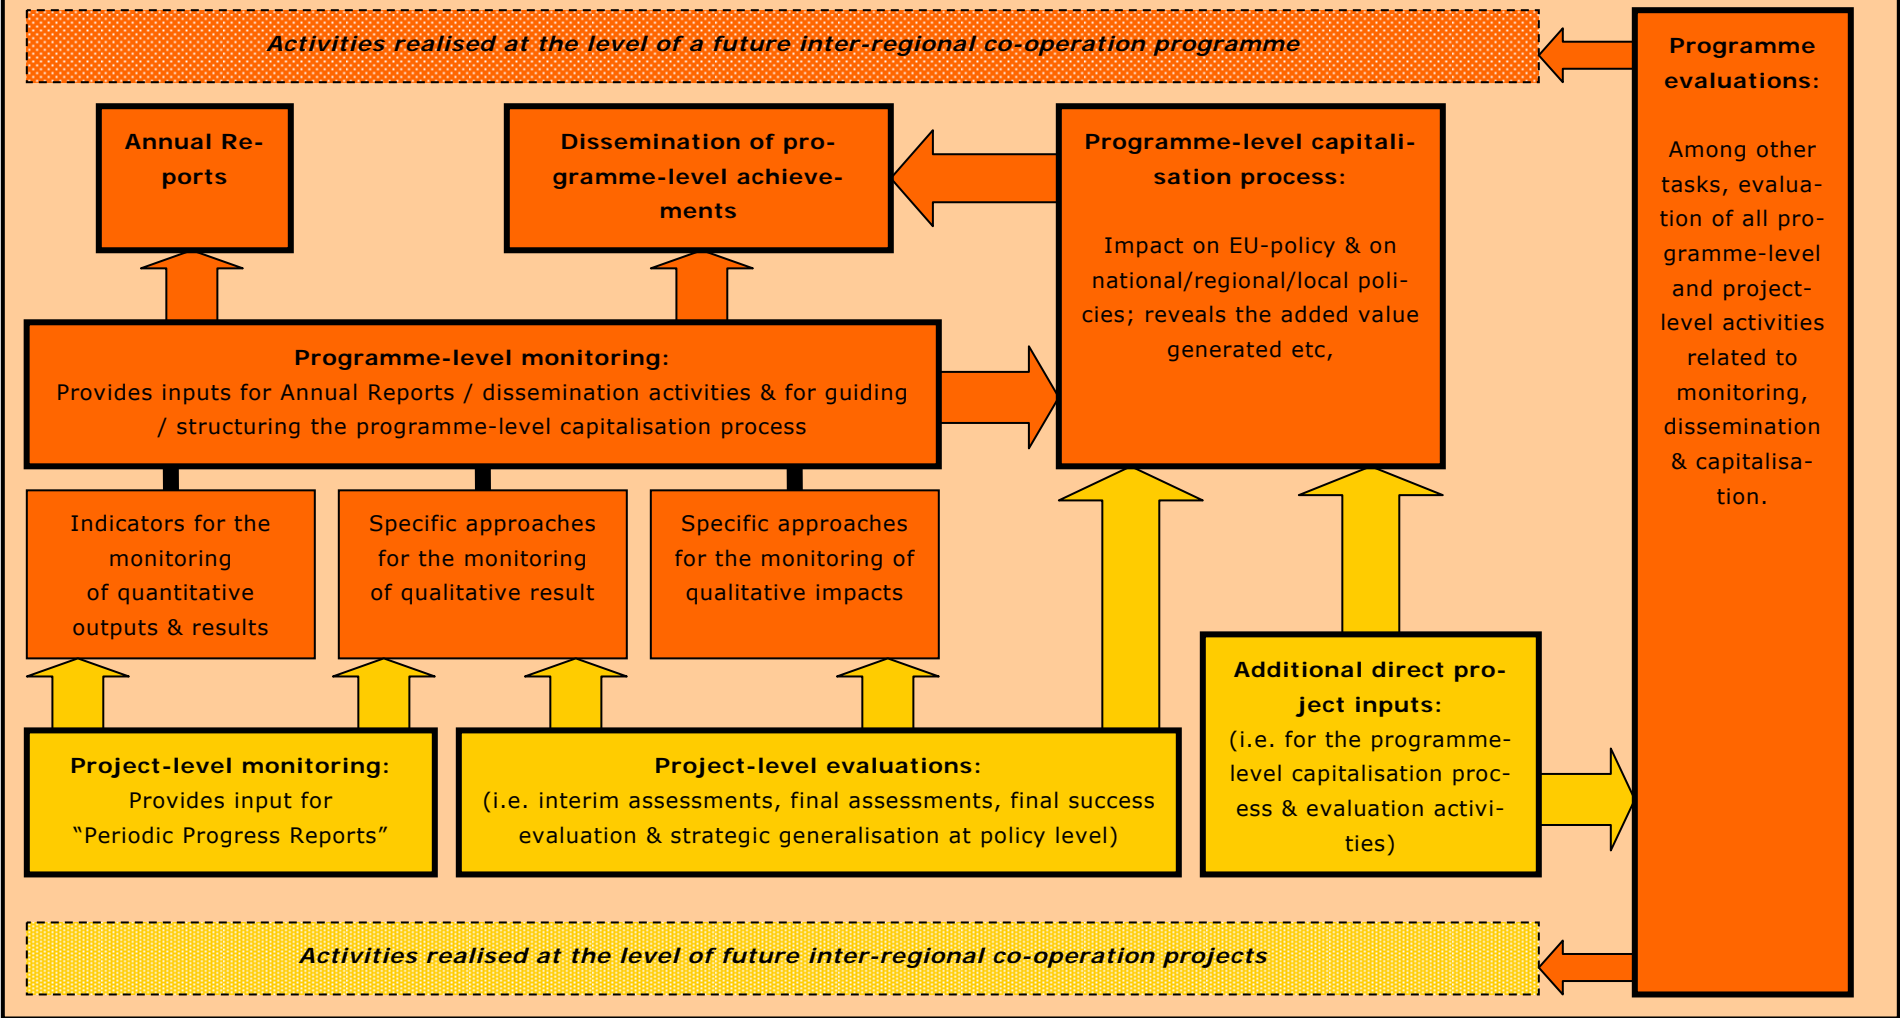 Activities realised at the level of a future inter-regional co-operation programme
Annual Re-
ports
Dissemination of pro-
gramme-level achieve-
ments
Programme-level capitali-
sation process:
Impact on EU-policy & on
national/regional/local poli-
cies; reveals the added value
generated etc,
Programme
evaluations:
Among other
tasks, evalua-
tion of all pro-
gramme-level
and project-
level activities
related to
monitoring,
dissemination
& capitalisa-
tion.
Programme-level monitoring:
Provides inputs for Annual Reports / dissemination activities & for guiding
/ structuring the programme-level capitalisation process
Indicators for the
monitoring
of quantitative
outputs & results
Specific approaches
for the monitoring
of qualitative result
Specific approaches
for the monitoring of
qualitative impacts
Project-level monitoring:
Provides input for
“Periodic Progress Reports”
Project-level evaluations:
(i.e. interim assessments, final assessments, final success
evaluation & strategic generalisation at policy level)
Additional direct pro-
ject inputs:
(i.e. for the programme-
level capitalisation proc-
ess & evaluation activi-
ties)
Activities realised at the level of future inter-regional co-operation projects